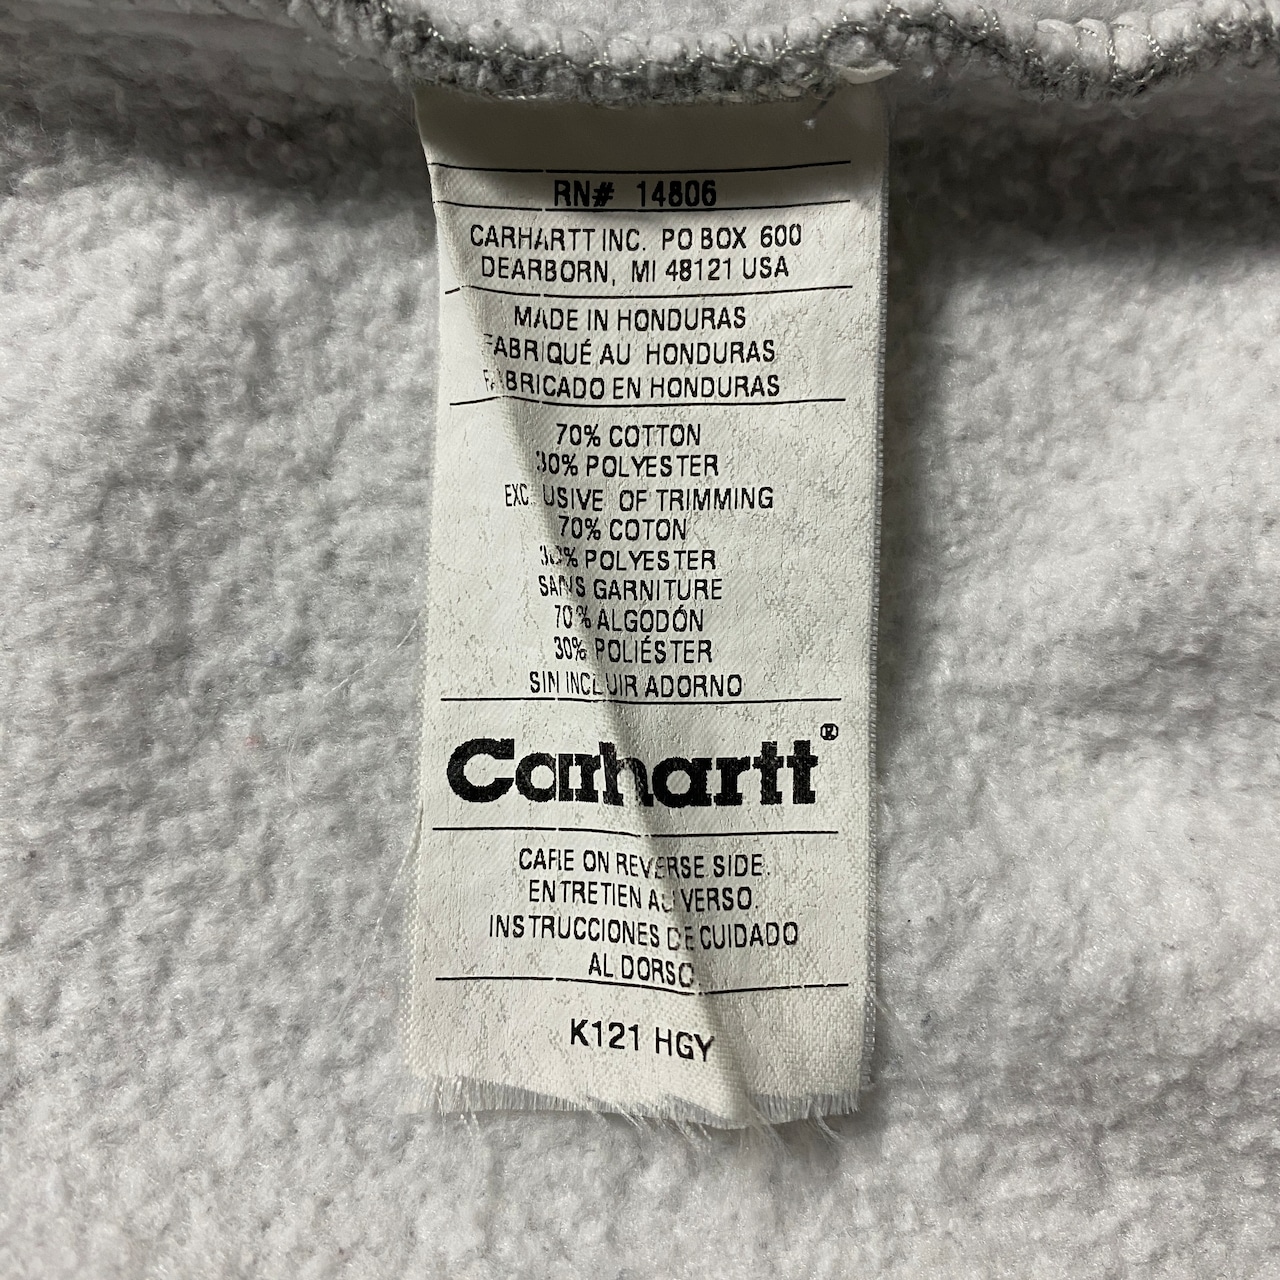 RN# 14806
CARHARTT INC. PO BOX 600
DEARBORN, MI 48121 USA
MADE IN HONDURAS
FABRIQUÉ AU HONDURAS
FABRICADO EN HONDURAS
70% COTTON
30% POLYESTER
EXCLUSIVE OF TRIMMING
70% COTON
30% POLYESTER
SANS GARNITURE
70% ALGODÓN
30% POLIÉSTER
SIN INCLUIR ADORNO
Carhartt®
CARE ON REVERSE SIDE.
ENTRETIEN AU VERSO.
INSTRUCCIONES DE CUIDADO
AL DORSO
K121 HGY